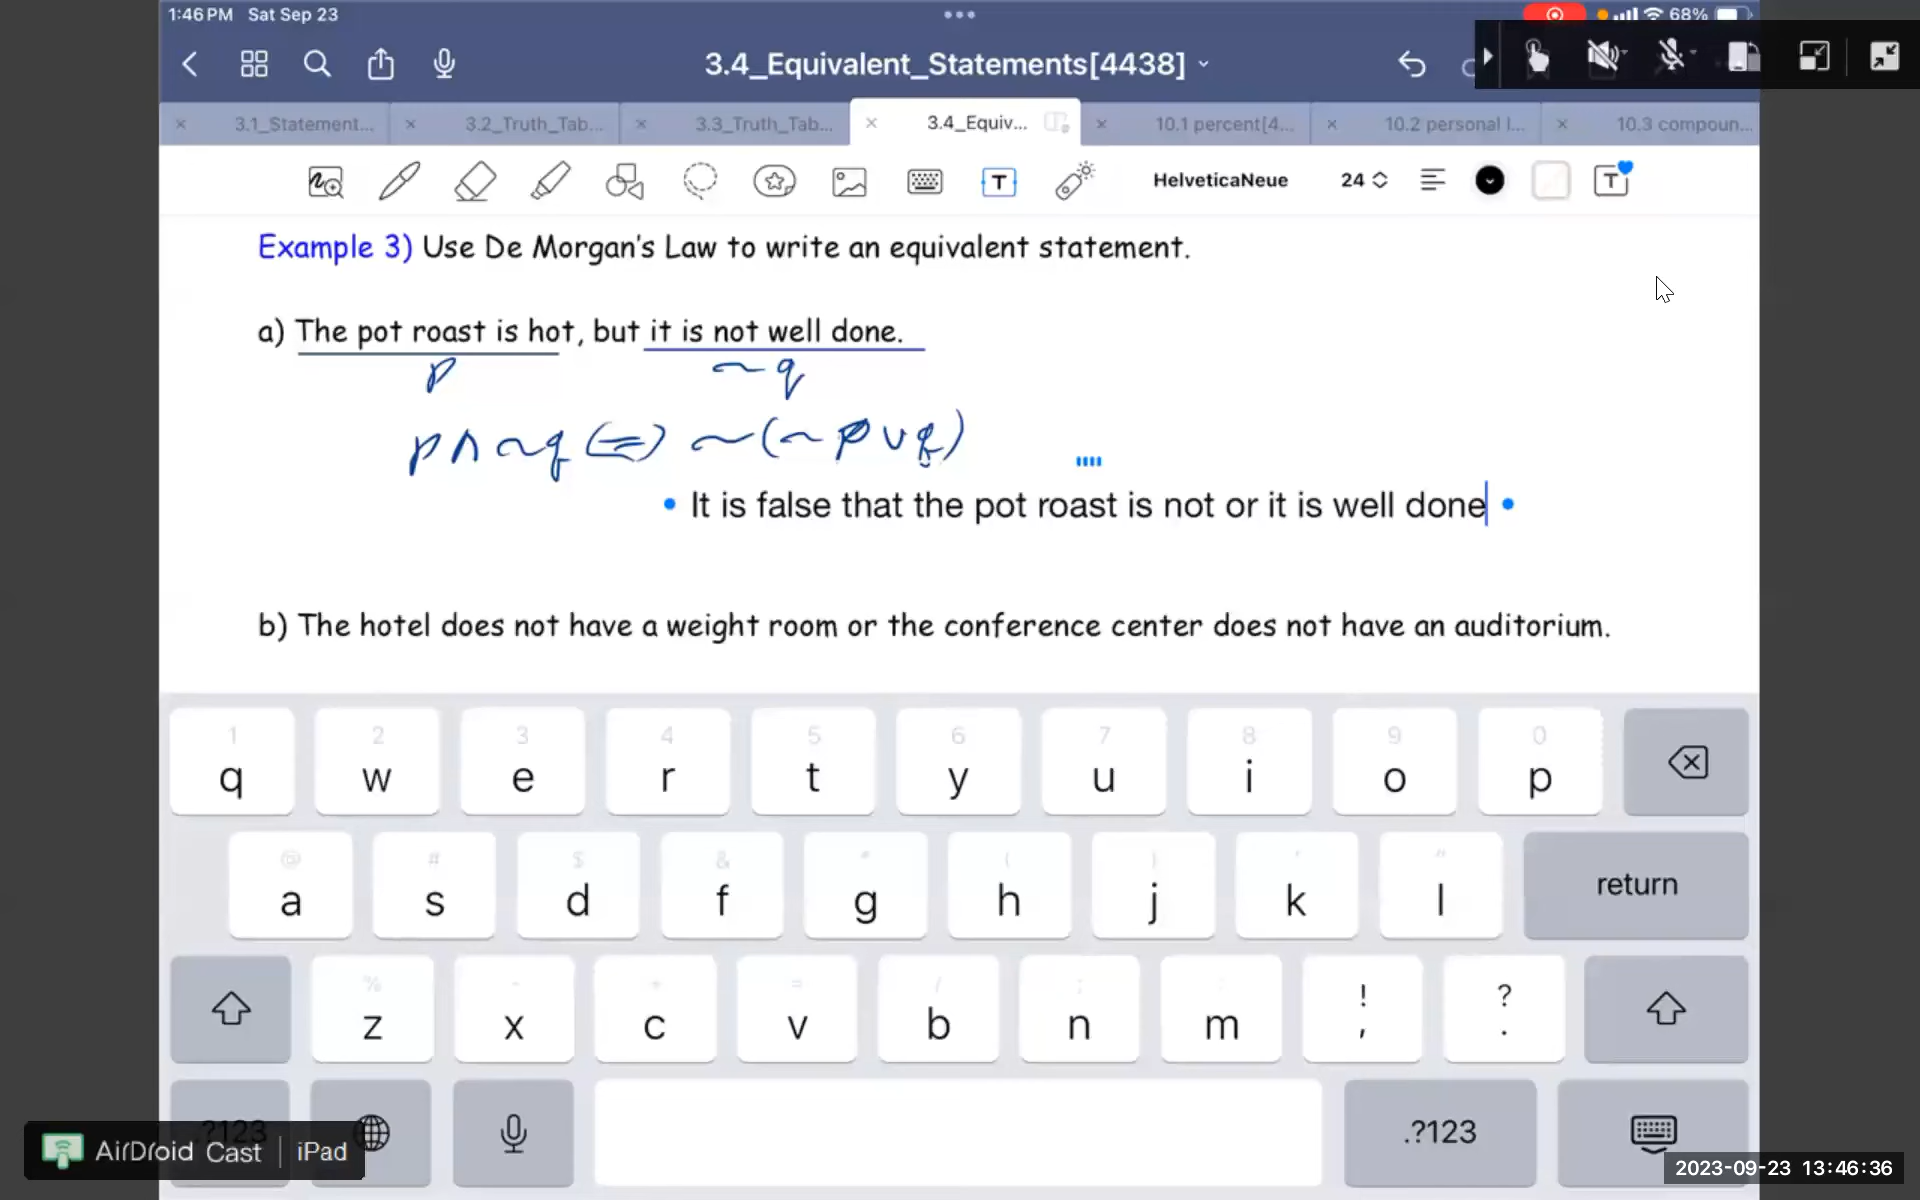 1:46 PM Sat Sep 23
68%
3.4_Equivalent_Statements[4438]
3.1_Statement... 3.2_Truth_Tab... 3.3_Truth_Tab... 3.4_Equiv... 10.1 percent[4... 10.2 personal l... 10.3 compoun...
HelveticaNeue 24
Example 3) Use De Morgan's Law to write an equivalent statement.
a) The pot roast is hot, but it is not well done.
p ~q
p ∧ ~q (=) ~(~p ∨ q)
• It is false that the pot roast is not or it is well done •
b) The hotel does not have a weight room or the conference center does not have an auditorium.
1 2 3 4 5 6 7 8 9 0
q w e r t y u i o p
@ # $ & * ( ) ' "
a s d f g h j k l return
% - + = / ; : ! ?
z x c v b n m , .
.?123 .?123
AirDroid Cast | iPad
2023-09-23 13:46:36